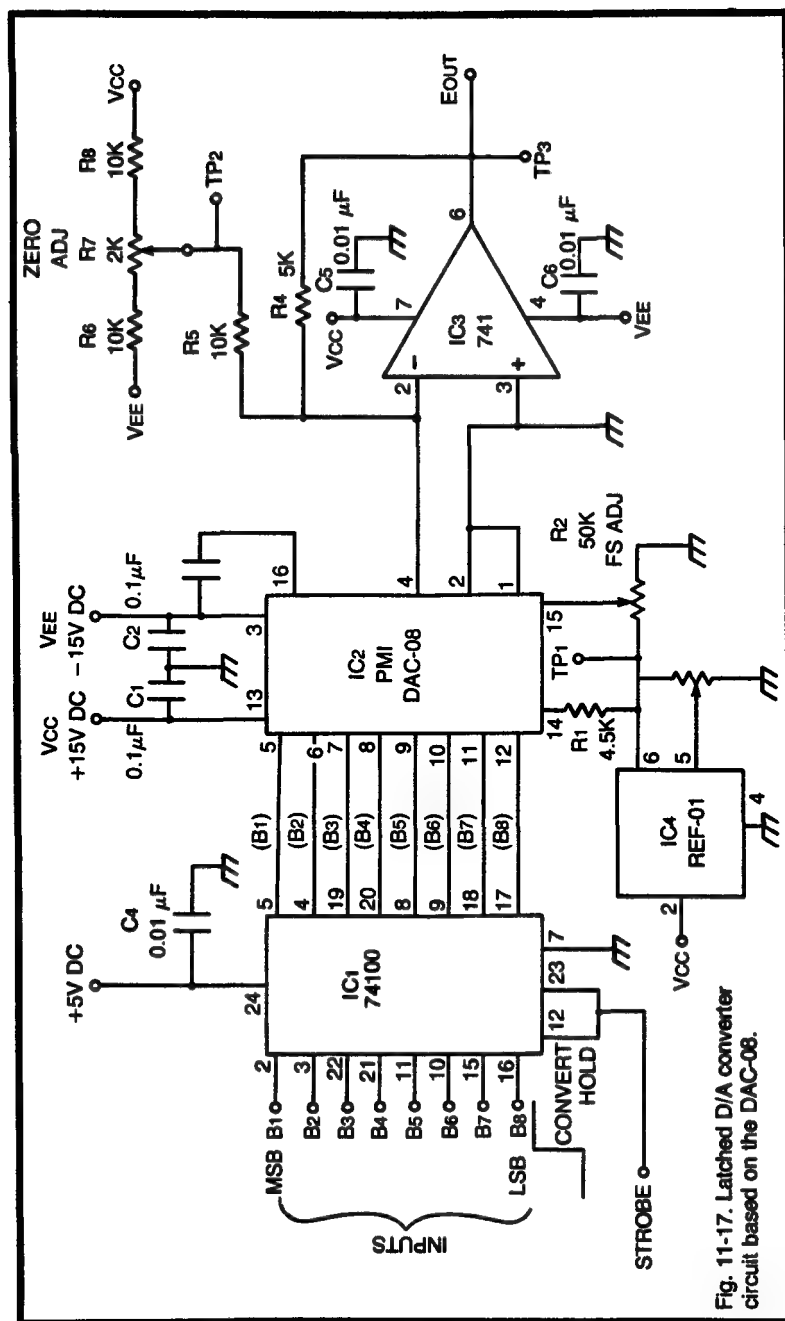 ZERO
ADJ
VCC
R8
10K
R7
2K
R6
10K
VEE
TP2
R5
10K
R4
5K
EOUT
TP3
6
C5
0.01 µF
VCC
7
IC3
741
2
−
3
+
4
C6
0.01 µF
VEE
VCC
+15V DC
VEE
−15V DC
0.1µF
C1
C2
0.1µF
13
3
16
IC2
PMI
DAC-08
4
2
1
15
14
R2
50K
FS ADJ
TP1
R1
4.5K
6
5
IC4
REF-01
4
2
VCC
5 (B1) 5
4 (B2) 6
19 (B3) 7
20 (B4) 8
8 (B5) 9
9 (B6) 10
18 (B7) 11
17 (B8) 12
+5V DC
C4
0.01 µF
24
IC1
74100
7
23
12
INPUTS
MSB B1 2
B2 3
B3 22
B4 21
B5 11
B6 10
B7 15
LSB B8 16
CONVERT
HOLD
STROBE
Fig. 11-17. Latched D/A converter
circuit based on the DAC-08.